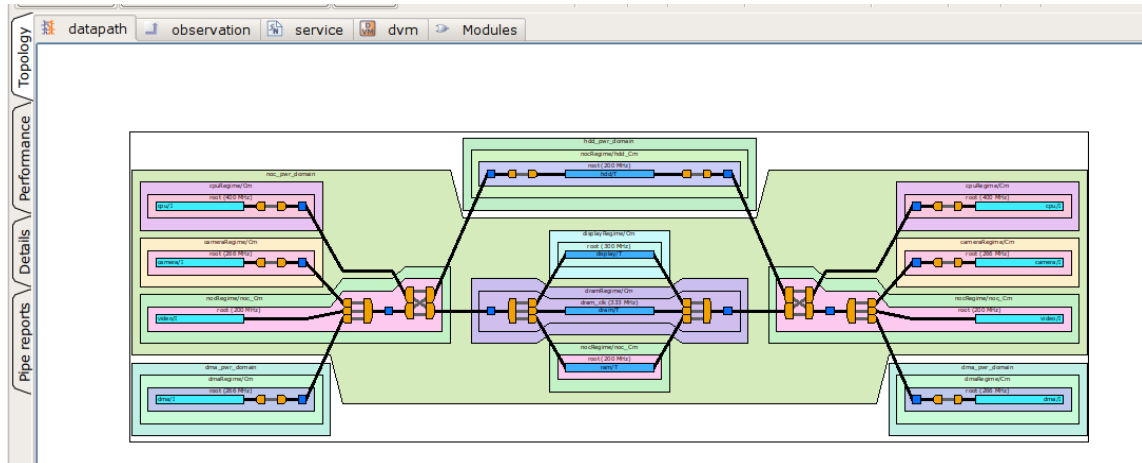 datapath
observation
service
dvm
Modules
Topology
Performance
Details
Pipe reports
hdd_pwr_domain
nocRegime/hdd_Cm
root (200 MHz)
hdd/T
noc_pwr_domain
cpuRegime/Cm
root (400 MHz)
cpu/I
cameraRegime/Cm
root (266 MHz)
camera/I
nocRegime/noc_Cm
root (200 MHz)
video/I
dma_pwr_domain
dmaRegime/Cm
root (266 MHz)
dma/I
displayRegime/Cm
root (300 MHz)
display/T
dramRegime/Cm
dram_clk (333 MHz)
dram/T
nocRegime/noc_Cm
root (200 MHz)
ram/T
cpuRegime/Cm
root (400 MHz)
cpu/I
cameraRegime/Cm
root (266 MHz)
camera/I
nocRegime/noc_Cm
root (200 MHz)
video/I
dma_pwr_domain
dmaRegime/Cm
root (266 MHz)
dma/I